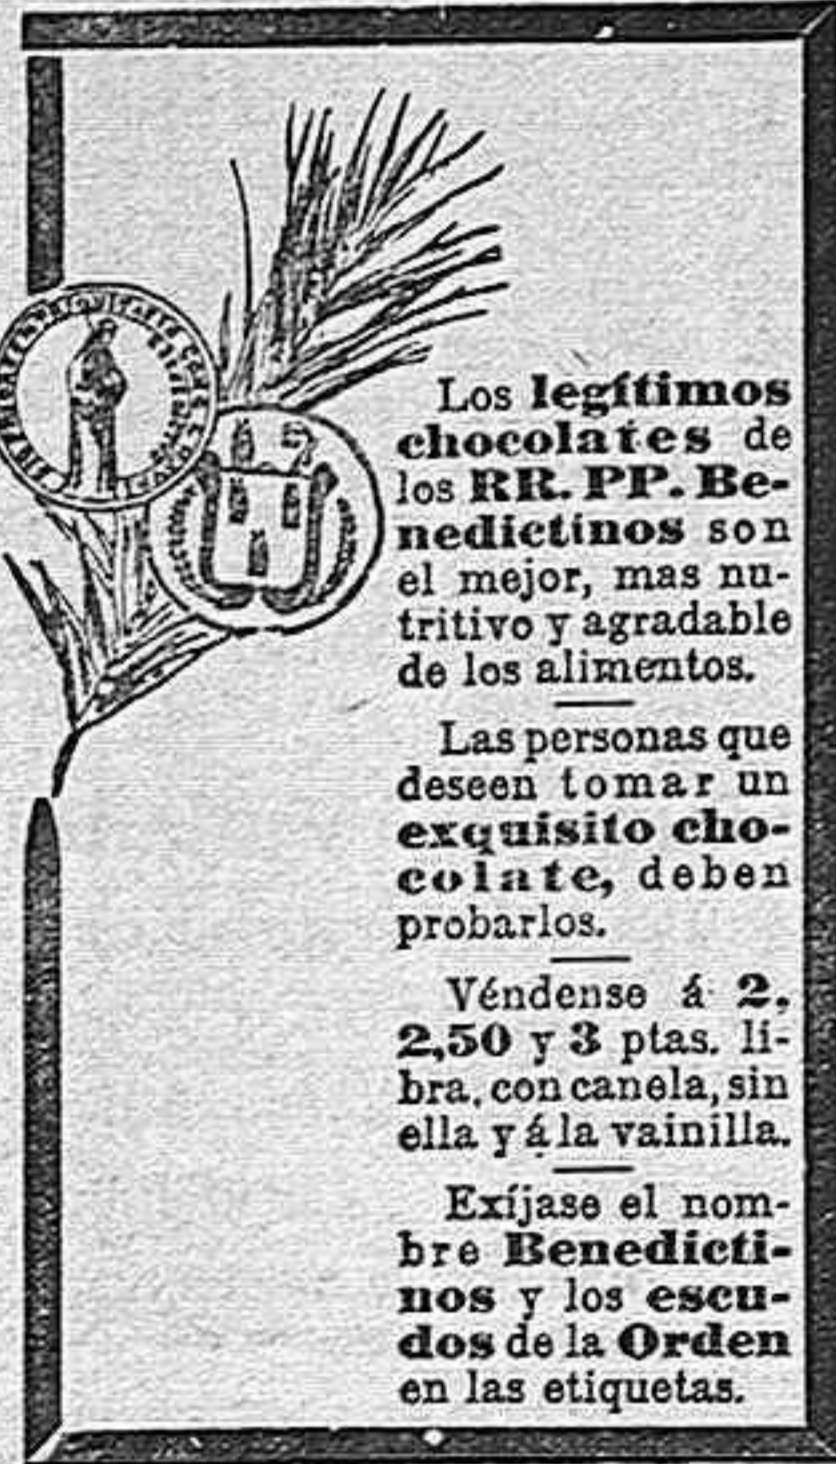 Los legítimos
chocolates de
los RR. PP. Be-
nedictinos son
el mejor, mas nu-
tritivo y agradable
de los alimentos.
Las personas que
deseen tomar un
exquisito cho-
colate, deben
probarlos.
Véndense á 2,
2,50 y 3 ptas. li-
bra, con canela, sin
ella y á la vainilla.
Exíjase el nom-
bre Benedicti-
nos y los escu-
dos de la Orden
en las etiquetas.